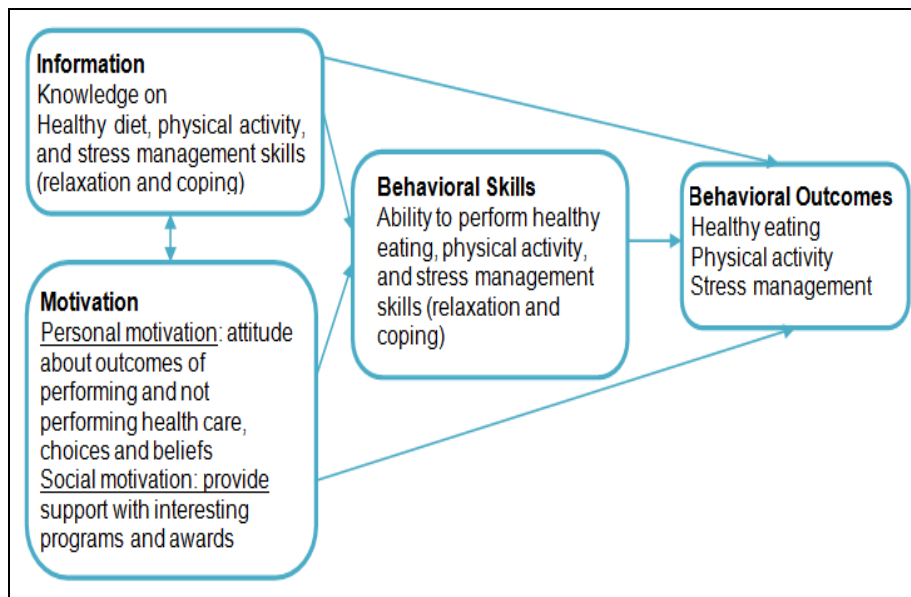 Information
Knowledge on
Healthy diet, physical activity,
and stress management skills
(relaxation and coping)
Motivation
Personal motivation: attitude
about outcomes of
performing and not
performing health care,
choices and beliefs
Social motivation: provide
support with interesting
programs and awards
Behavioral Skills
Ability to perform healthy
eating, physical activity,
and stress management
skills (relaxation and
coping)
Behavioral Outcomes
Healthy eating
Physical activity
Stress management